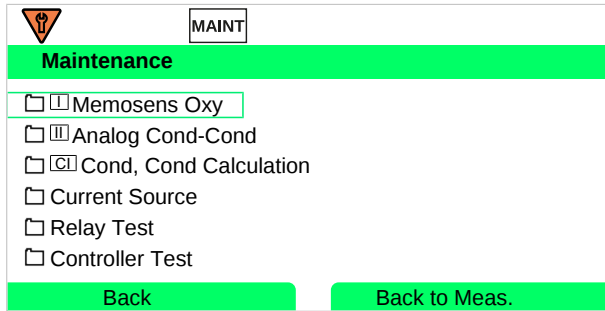 MAINT
Maintenance
I Memosens Oxy
II Analog Cond-Cond
CI Cond, Cond Calculation
Current Source
Relay Test
Controller Test
Back Back to Meas.